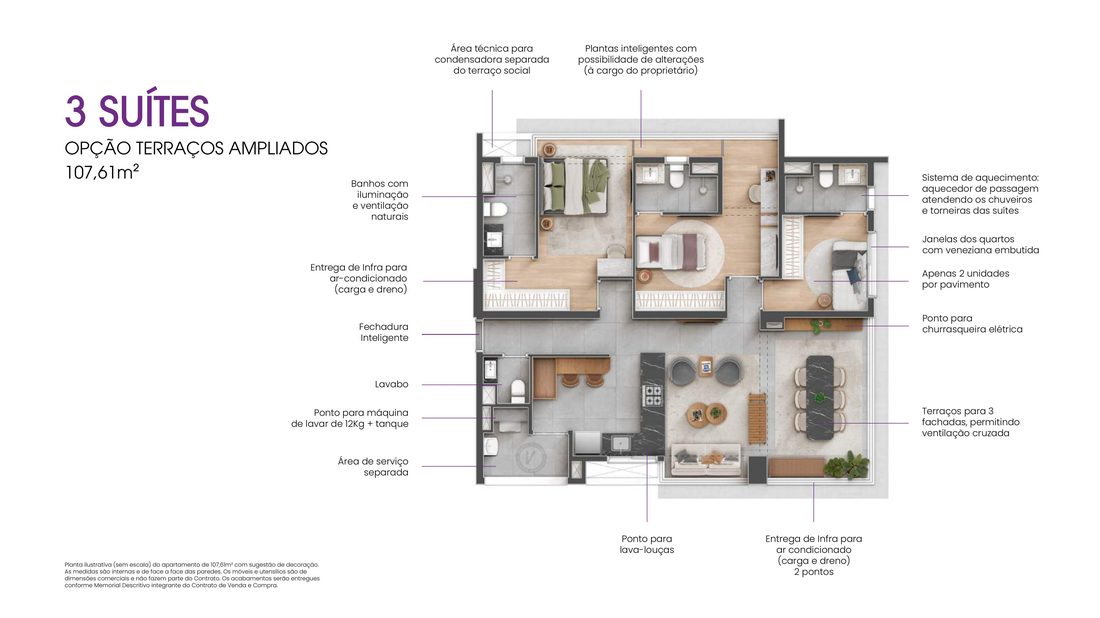 Área técnica para
condensadora separada
do terraço social
Plantas inteligentes com
possibilidade de alterações
(à cargo do proprietário)
3 SUÍTES
OPÇÃO TERRAÇOS AMPLIADOS
107,61m²
Banhos com
iluminação
e ventilação
naturais
Entrega de Infra para
ar-condicionado
(carga e dreno)
Fechadura
Inteligente
Lavabo
Ponto para máquina
de lavar de 12Kg + tanque
Área de serviço
separada
Sistema de aquecimento:
aquecedor de passagem
atendendo os chuveiros
e torneiras das suítes
Janelas dos quartos
com veneziana embutida
Apenas 2 unidades
por pavimento
Ponto para
churrasqueira elétrica
Terraços para 3
fachadas, permitindo
ventilação cruzada
Ponto para
lava-louças
Entrega de Infra para
ar condicionado
(carga e dreno)
2 pontos
Planta ilustrativa (sem escala) do apartamento de 107,61m² com sugestão de decoração.
As medidas são internas e de face a face das paredes. Os móveis e utensílios são de
dimensões comerciais e não fazem parte do Contrato. Os acabamentos serão entregues
conforme Memorial Descritivo integrante do Contrato de Venda e Compra.